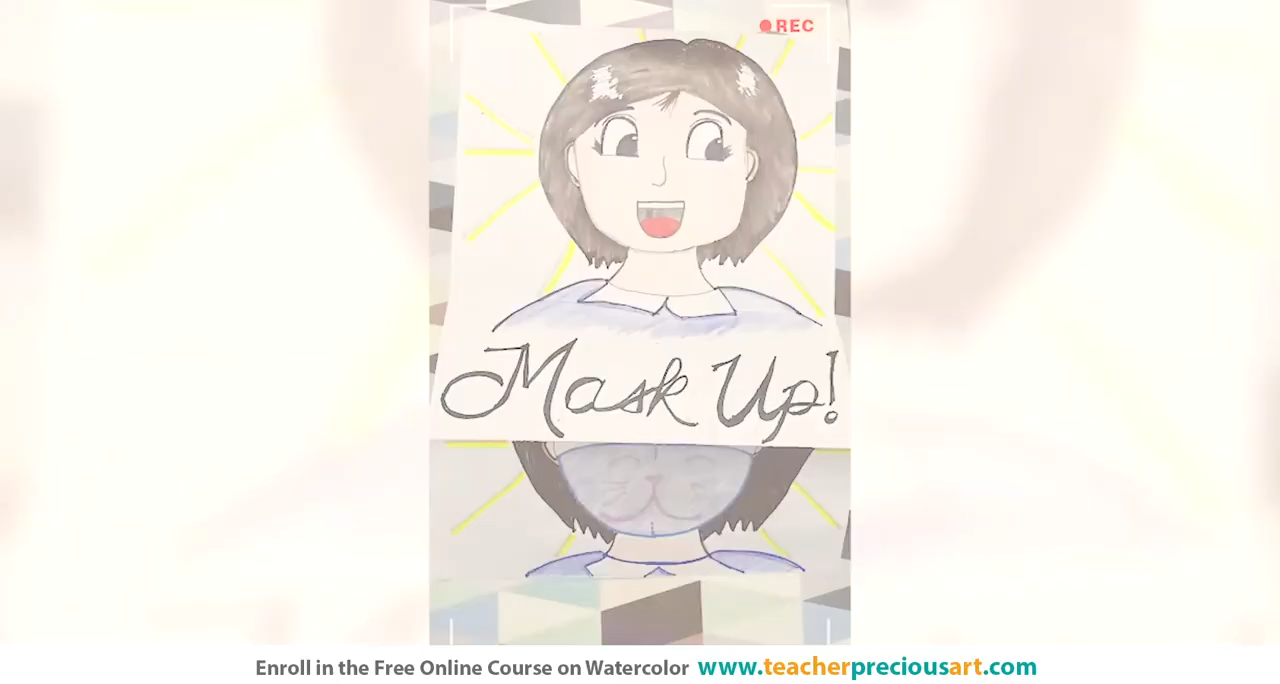 REC
Mask Up!
Enroll in the Free Online Course on Watercolor www.teacherpreciousart.com